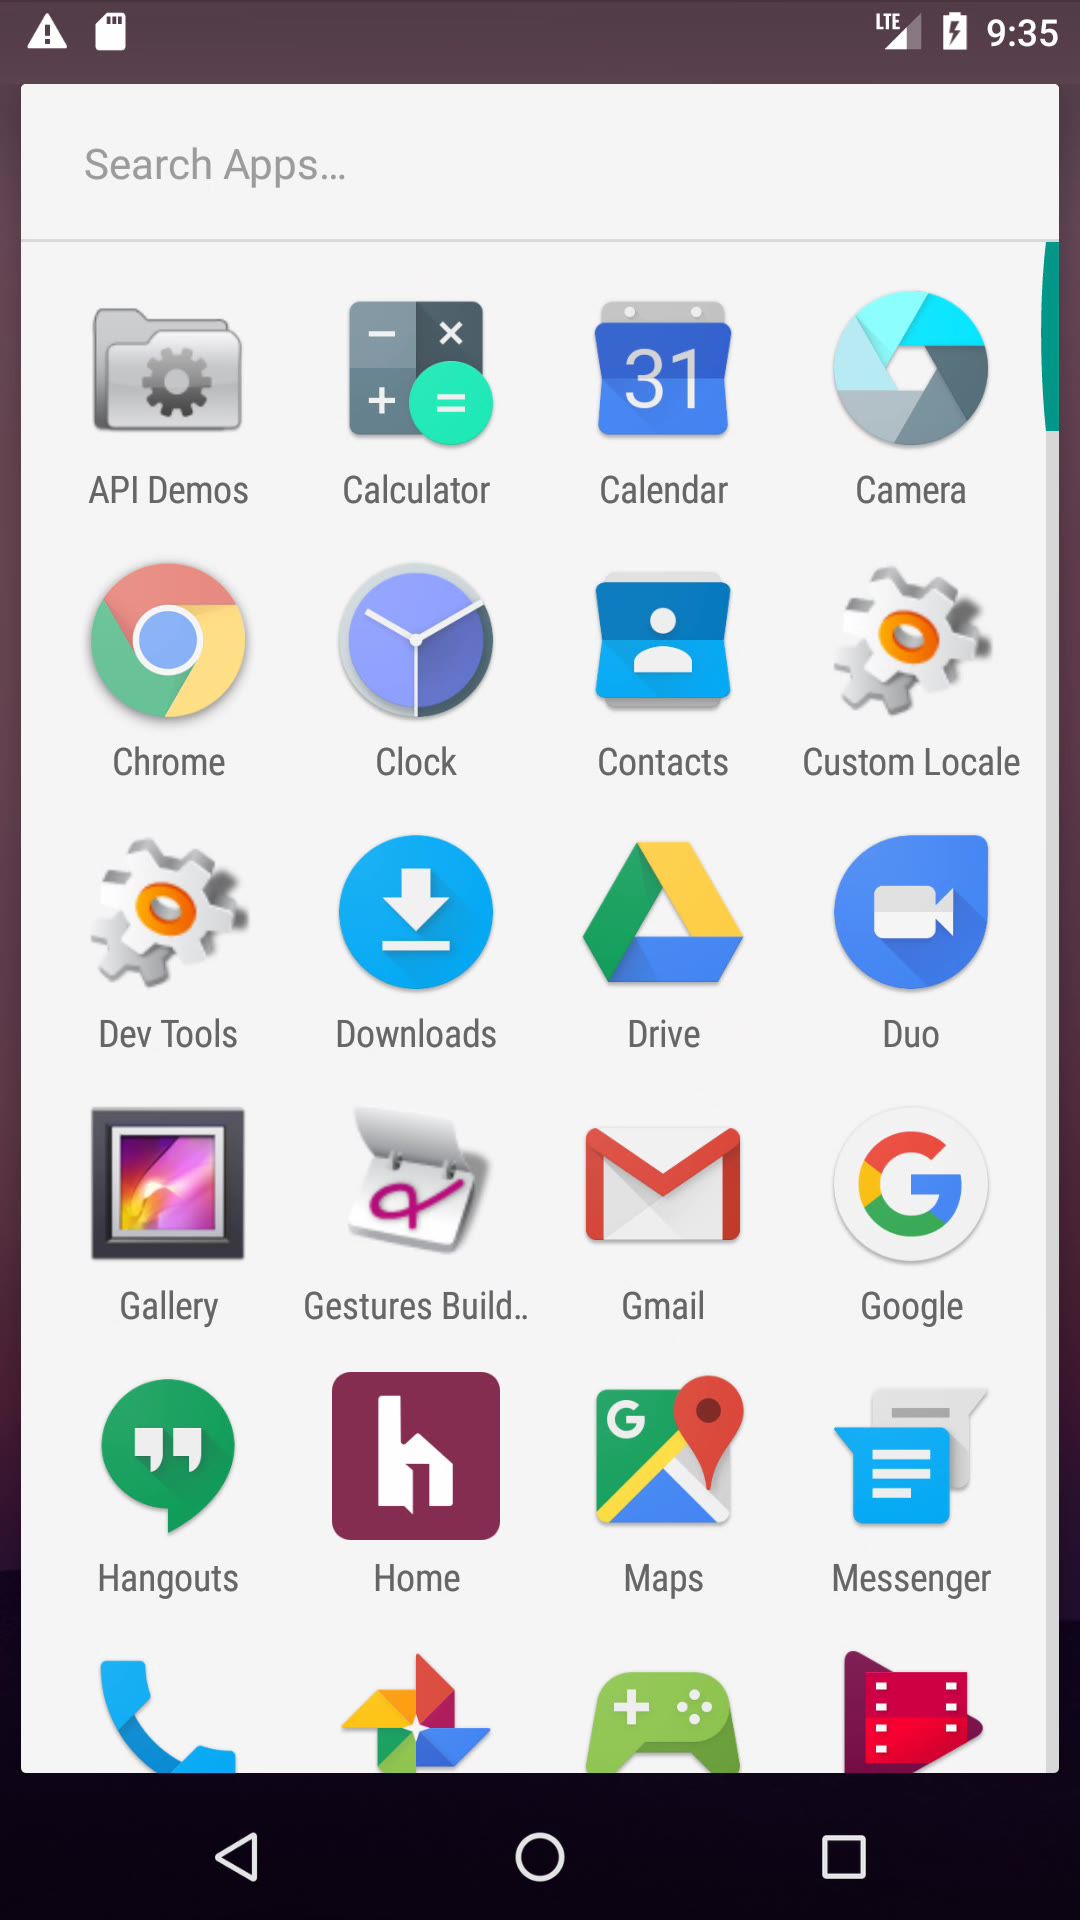 LTE 9:35
Search Apps...
31
API Demos Calculator Calendar Camera
Chrome Clock Contacts Custom Locale
Dev Tools Downloads Drive Duo
Gallery Gestures Build.. Gmail Google
Hangouts Home Maps Messenger